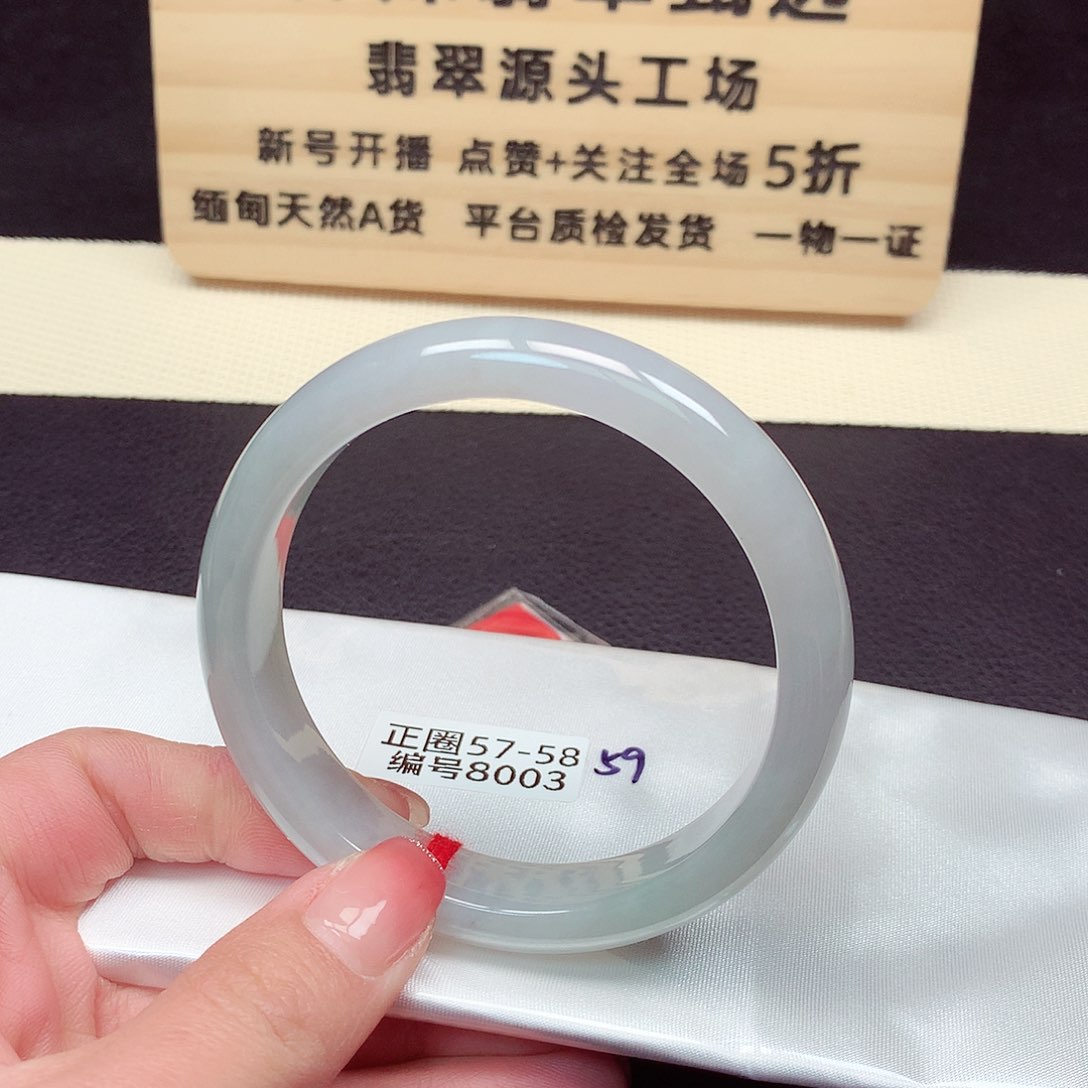 翡翠源头工场
新号开播 点赞+关注全场5折
缅甸天然A货 平台质检发货 一物一证
正圈57-58 59
编号8003